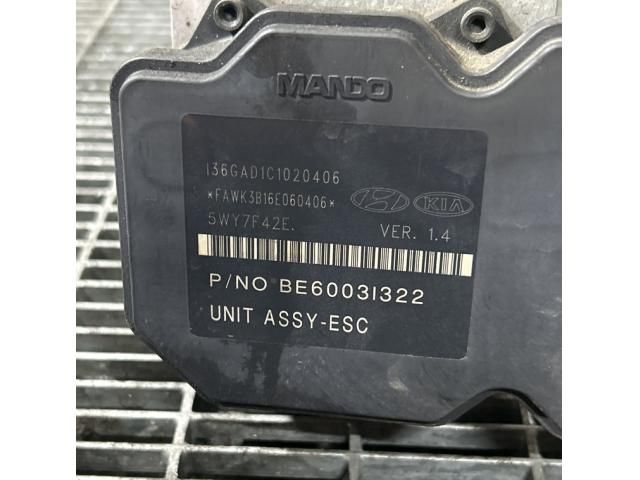 MANDO
I36GAD1C1020406
*FAWK3B16E060406*
KIA
5WY7F42E.
VER. 1.4
P/NO BE6003I322
UNIT ASSY-ESC